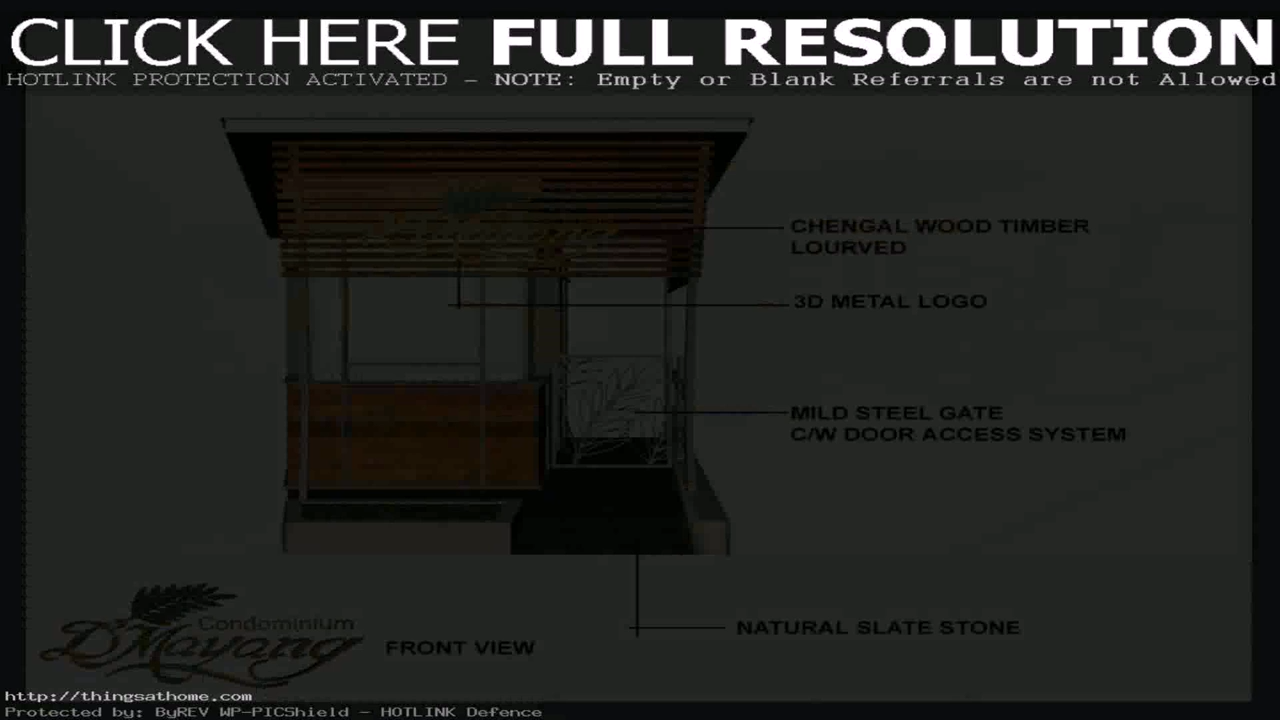 CLICK HERE FULL RESOLUTION
HOTLINK PROTECTION ACTIVATED - NOTE: Empty or Blank Referrals are not Allowed
CHENGAL WOOD TIMBER
LOURVED
3D METAL LOGO
MILD STEEL GATE
C/W DOOR ACCESS SYSTEM
NATURAL SLATE STONE
Condominium
D'Mayang
FRONT VIEW
http://thingsathome.com
Protected by: ByREV WP-PICShield - HOTLINK Defence